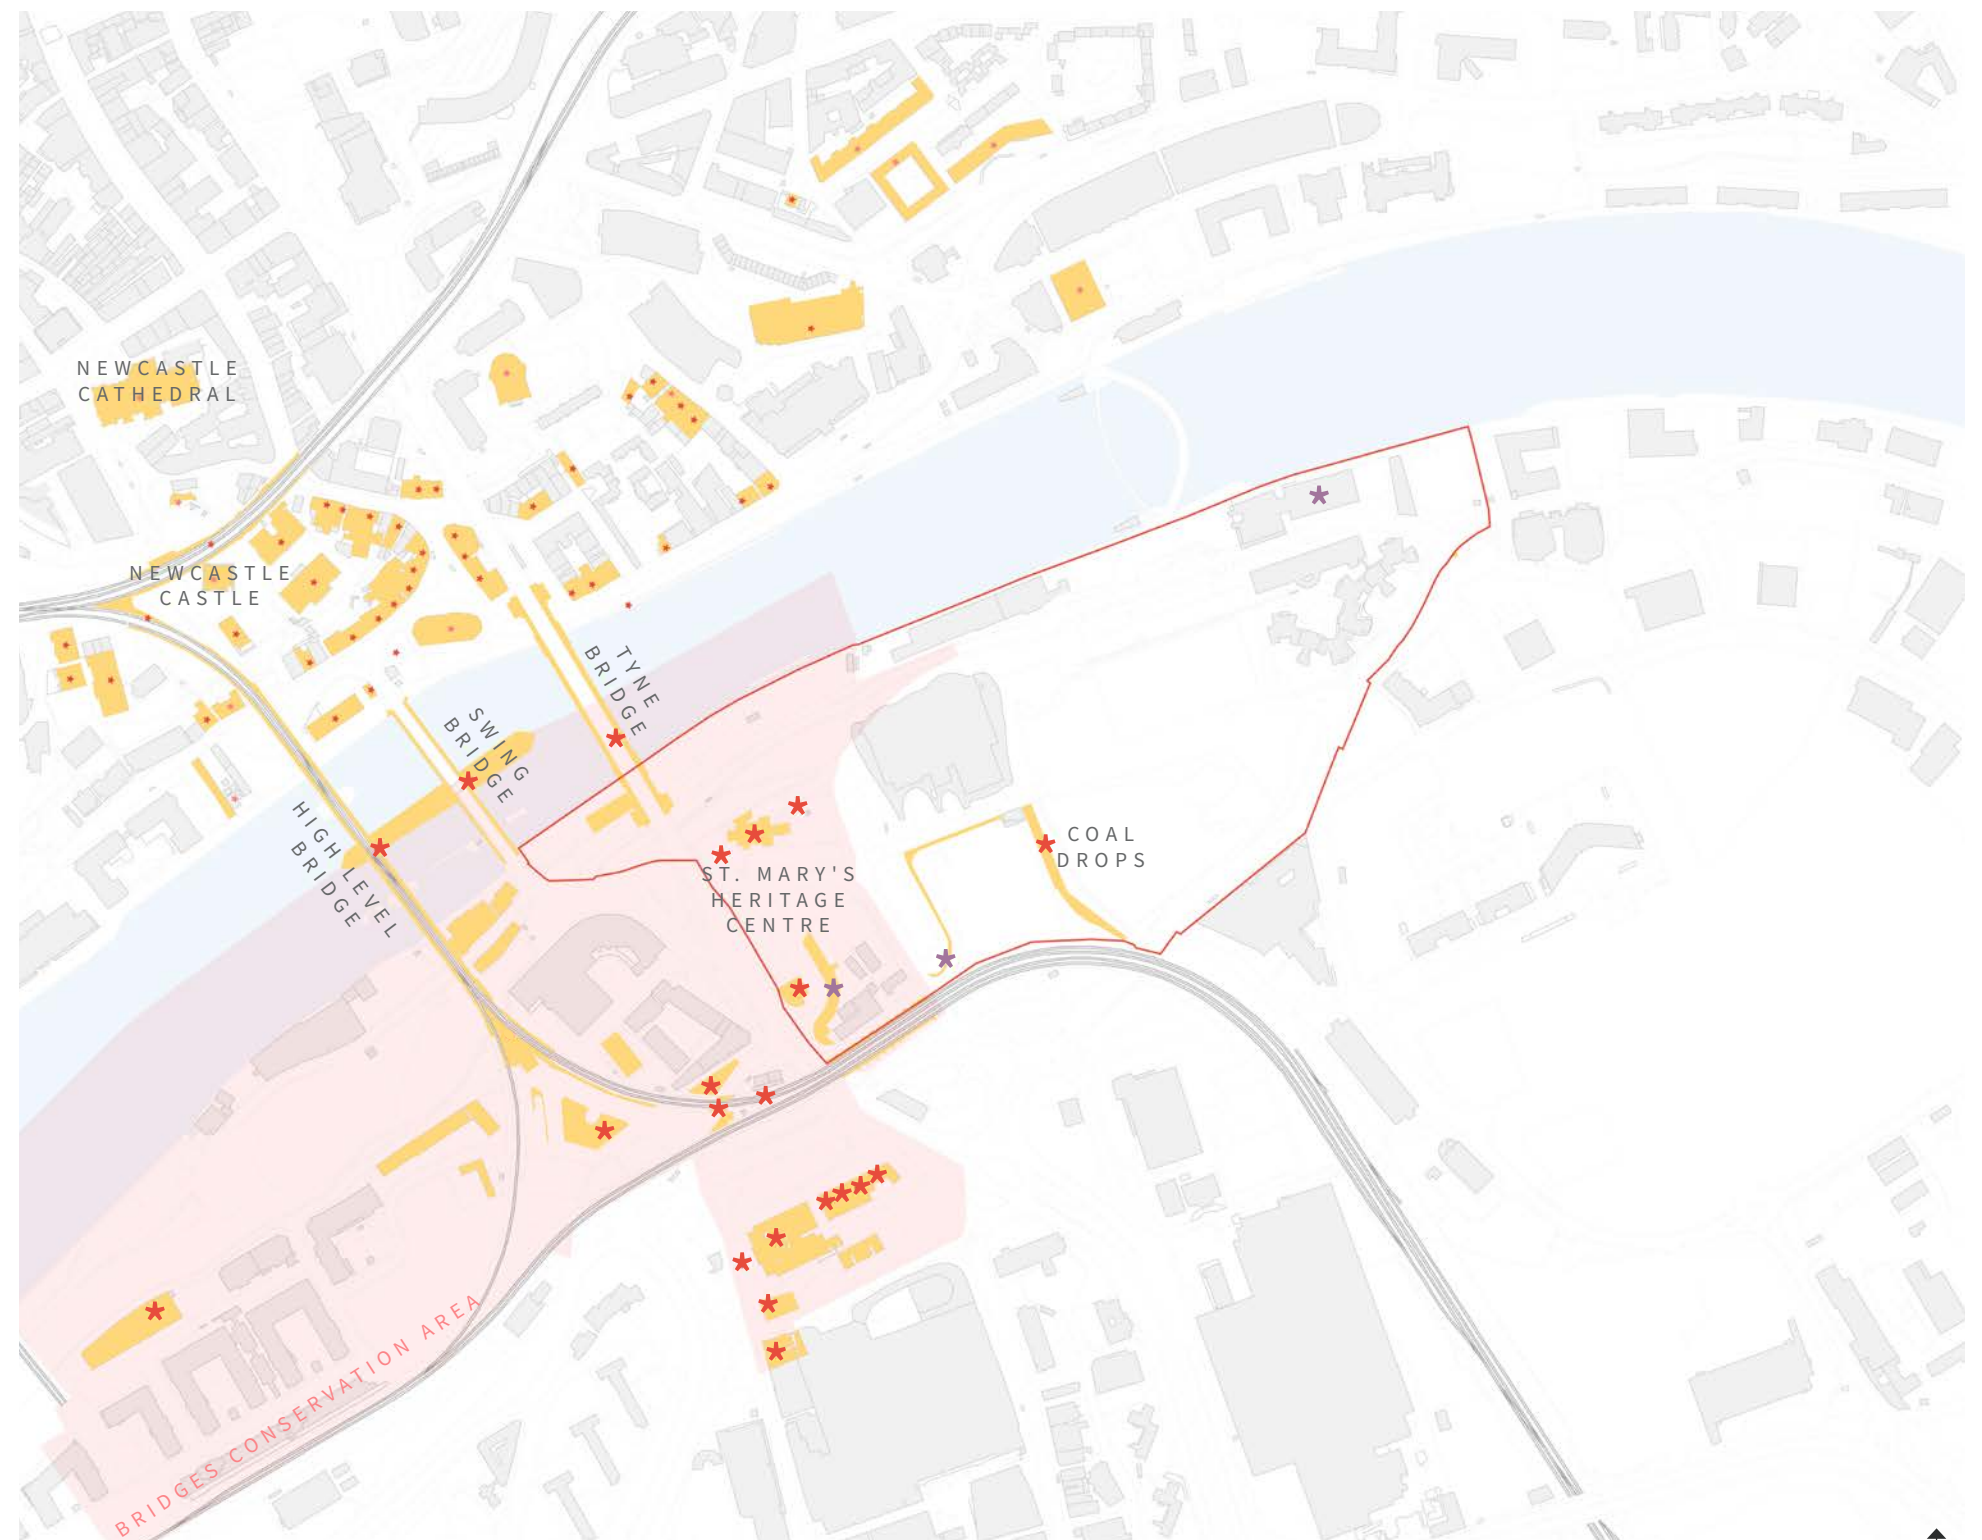 NEWCASTLE
CATHEDRAL
NEWCASTLE
CASTLE
TYNE
BRIDGE
SWING
BRIDGE
HIGH LEVEL
BRIDGE
COAL
DROPS
ST. MARY'S
HERITAGE
CENTRE
BRIDGES CONSERVATION AREA